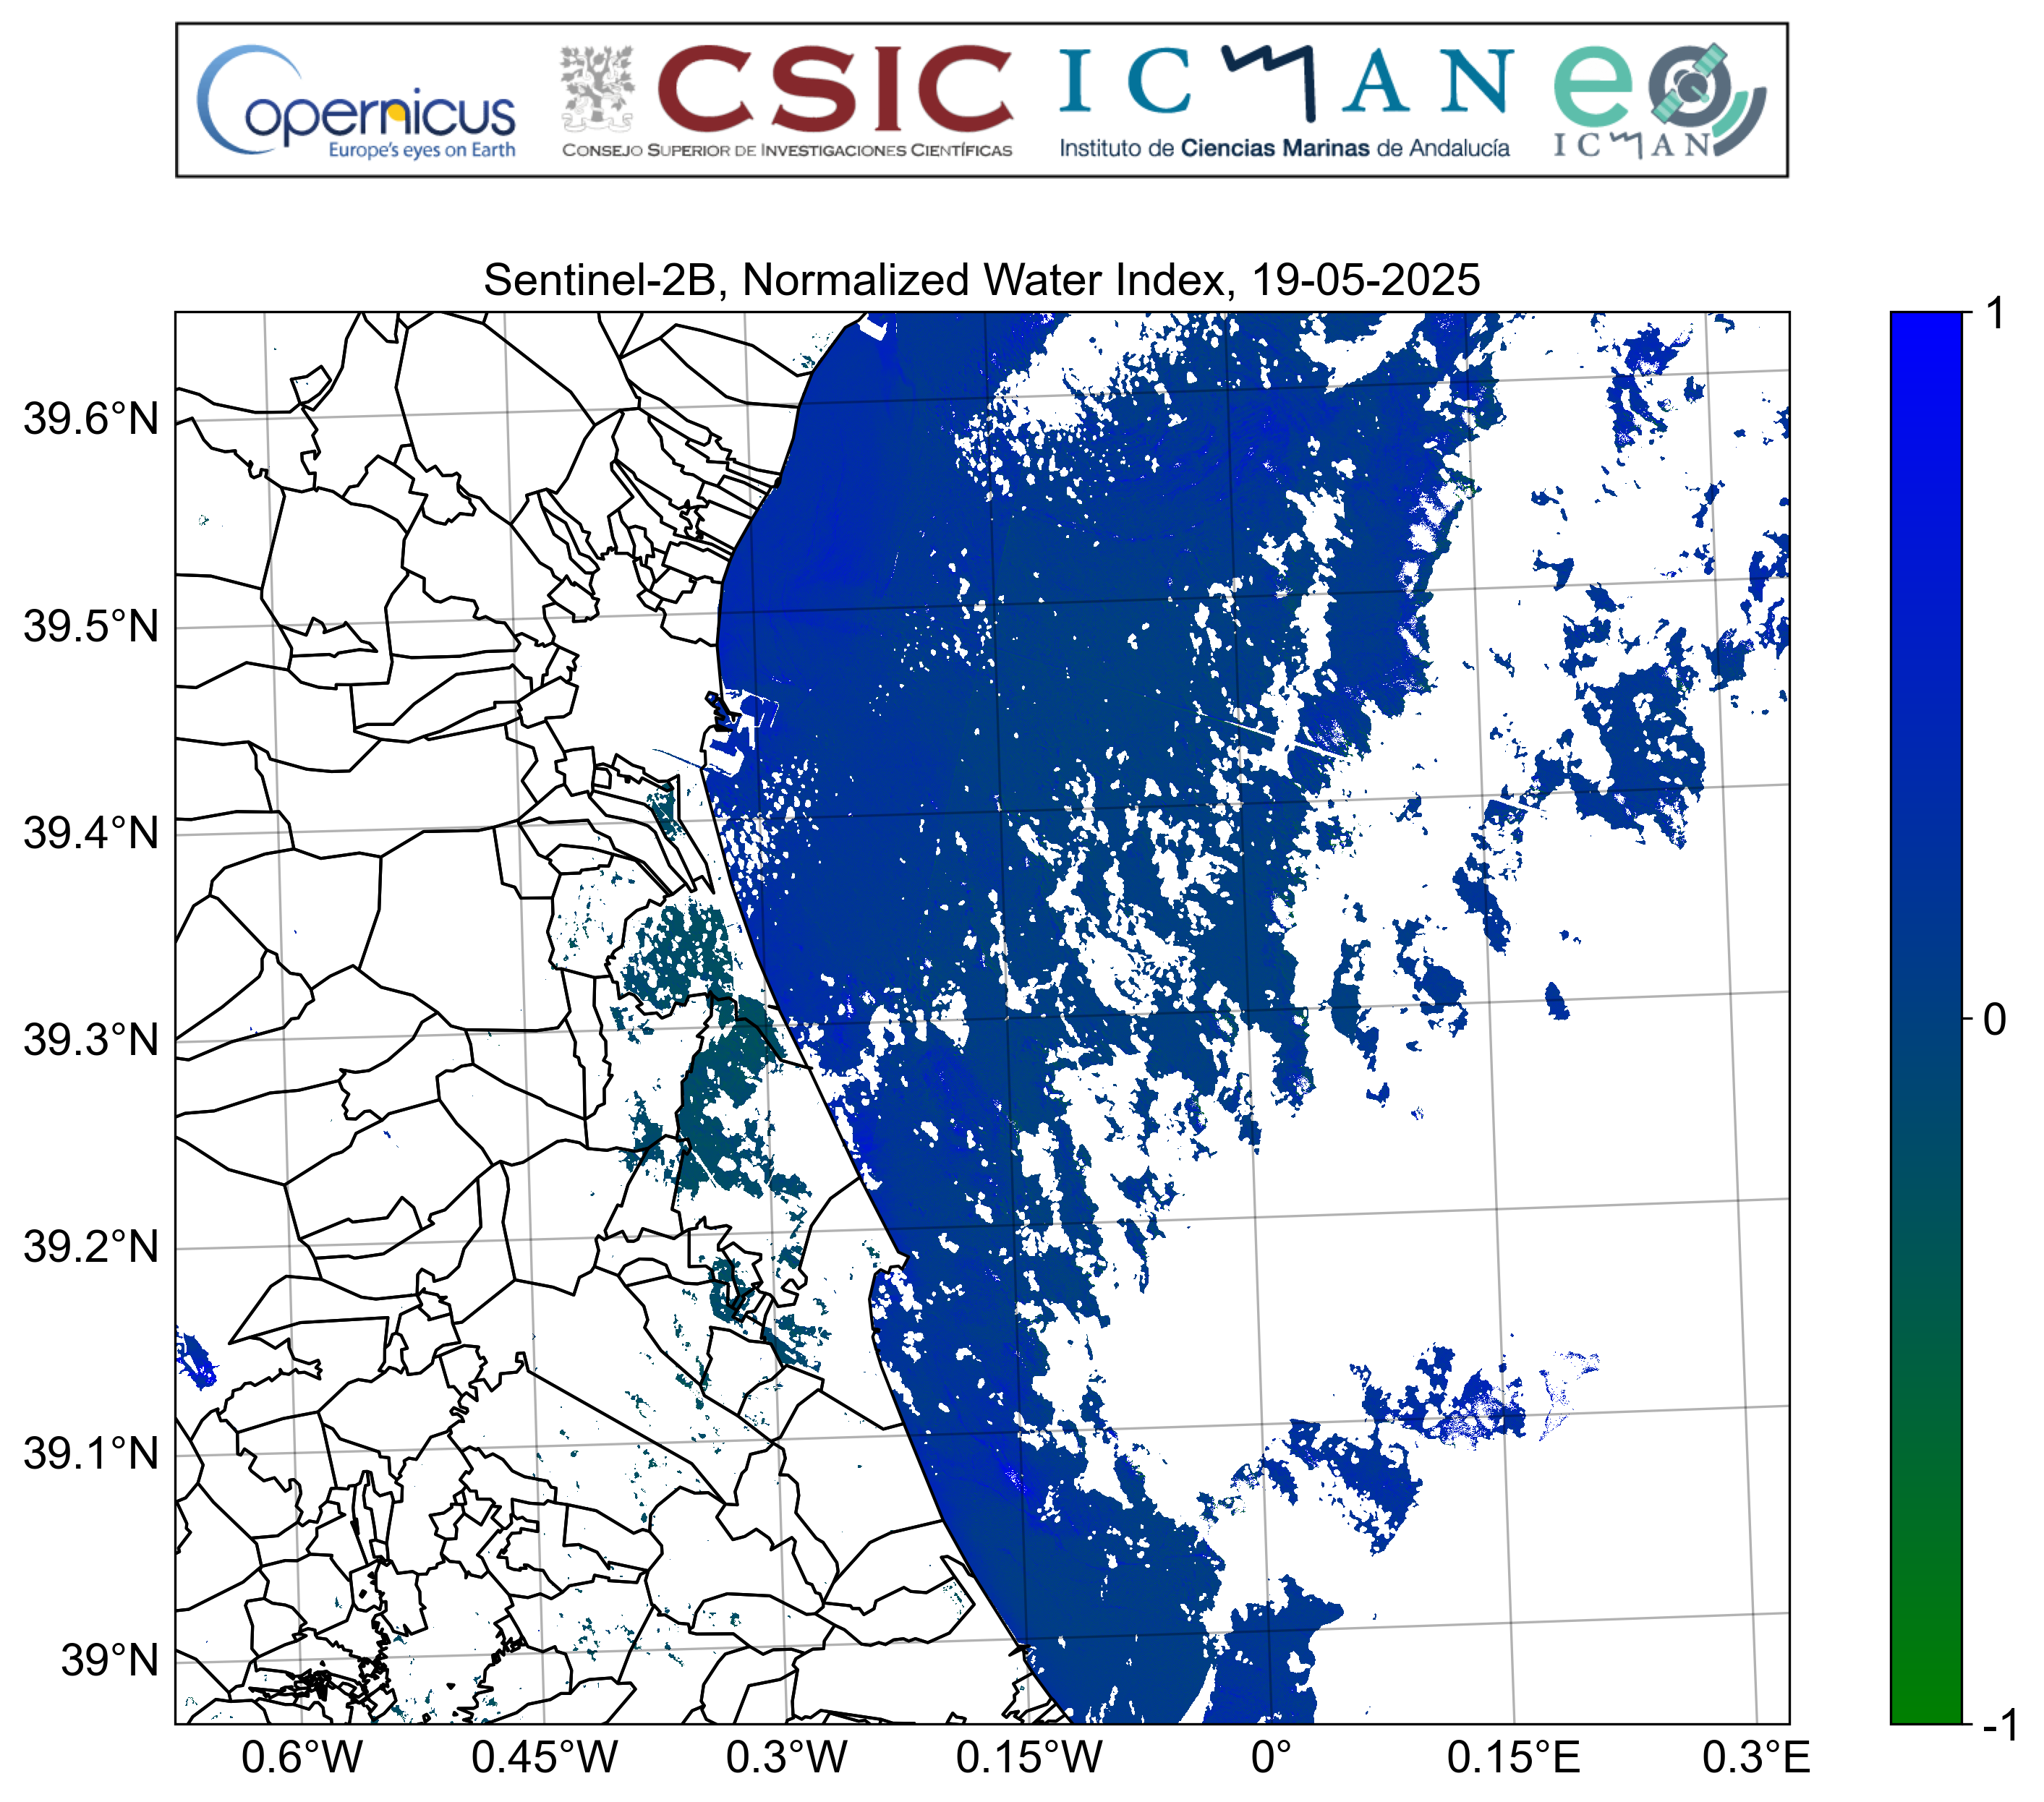 Copernicus
Europe's eyes on Earth
CSIC
CONSEJO SUPERIOR DE INVESTIGACIONES CIENTÍFICAS
ICMAN
Instituto de Ciencias Marinas de Andalucía
eo
ICMAN
Sentinel-2B, Normalized Water Index, 19-05-2025
39.6°N
39.5°N
39.4°N
39.3°N
39.2°N
39.1°N
39°N
0.6°W 0.45°W 0.3°W 0.15°W 0° 0.15°E 0.3°E
1
0
-1